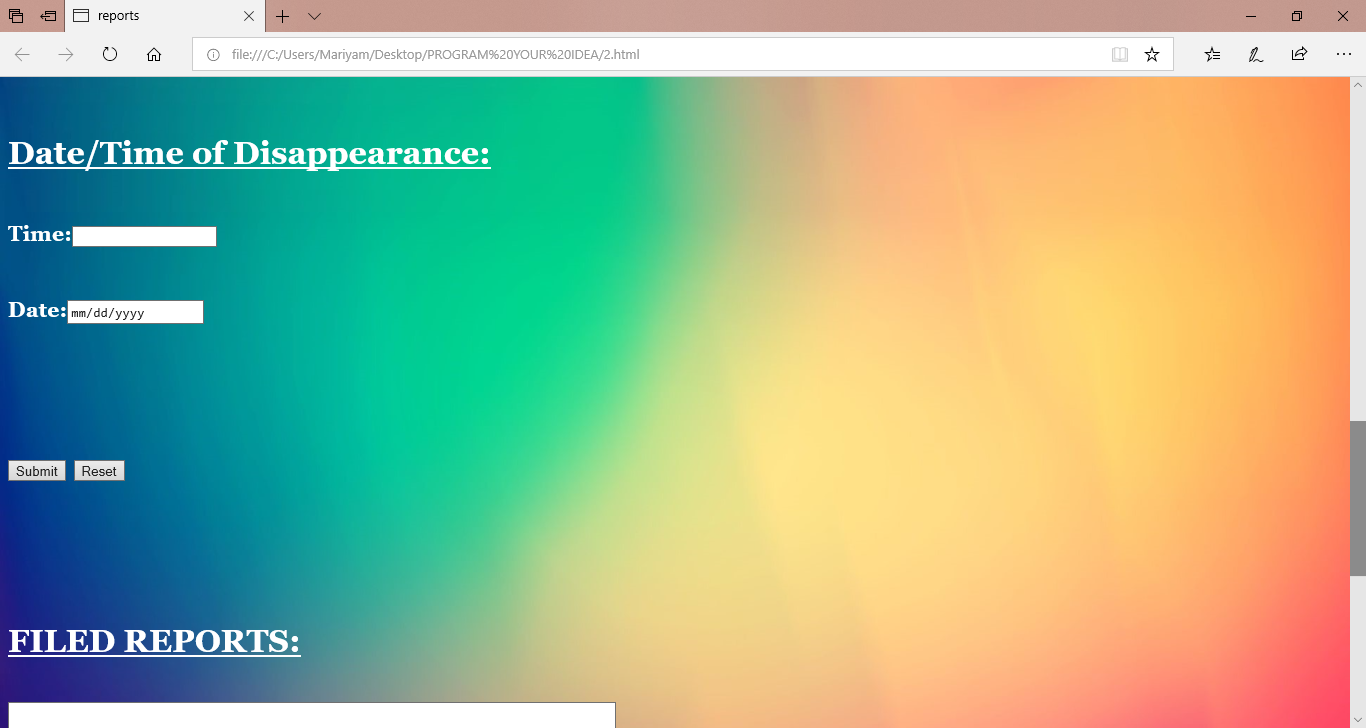 reports
file:///C:/Users/Mariyam/Desktop/PROGRAM%20YOUR%20IDEA/2.html
Date/Time of Disappearance:
Time:
Date: mm/dd/yyyy
Submit Reset
FILED REPORTS: